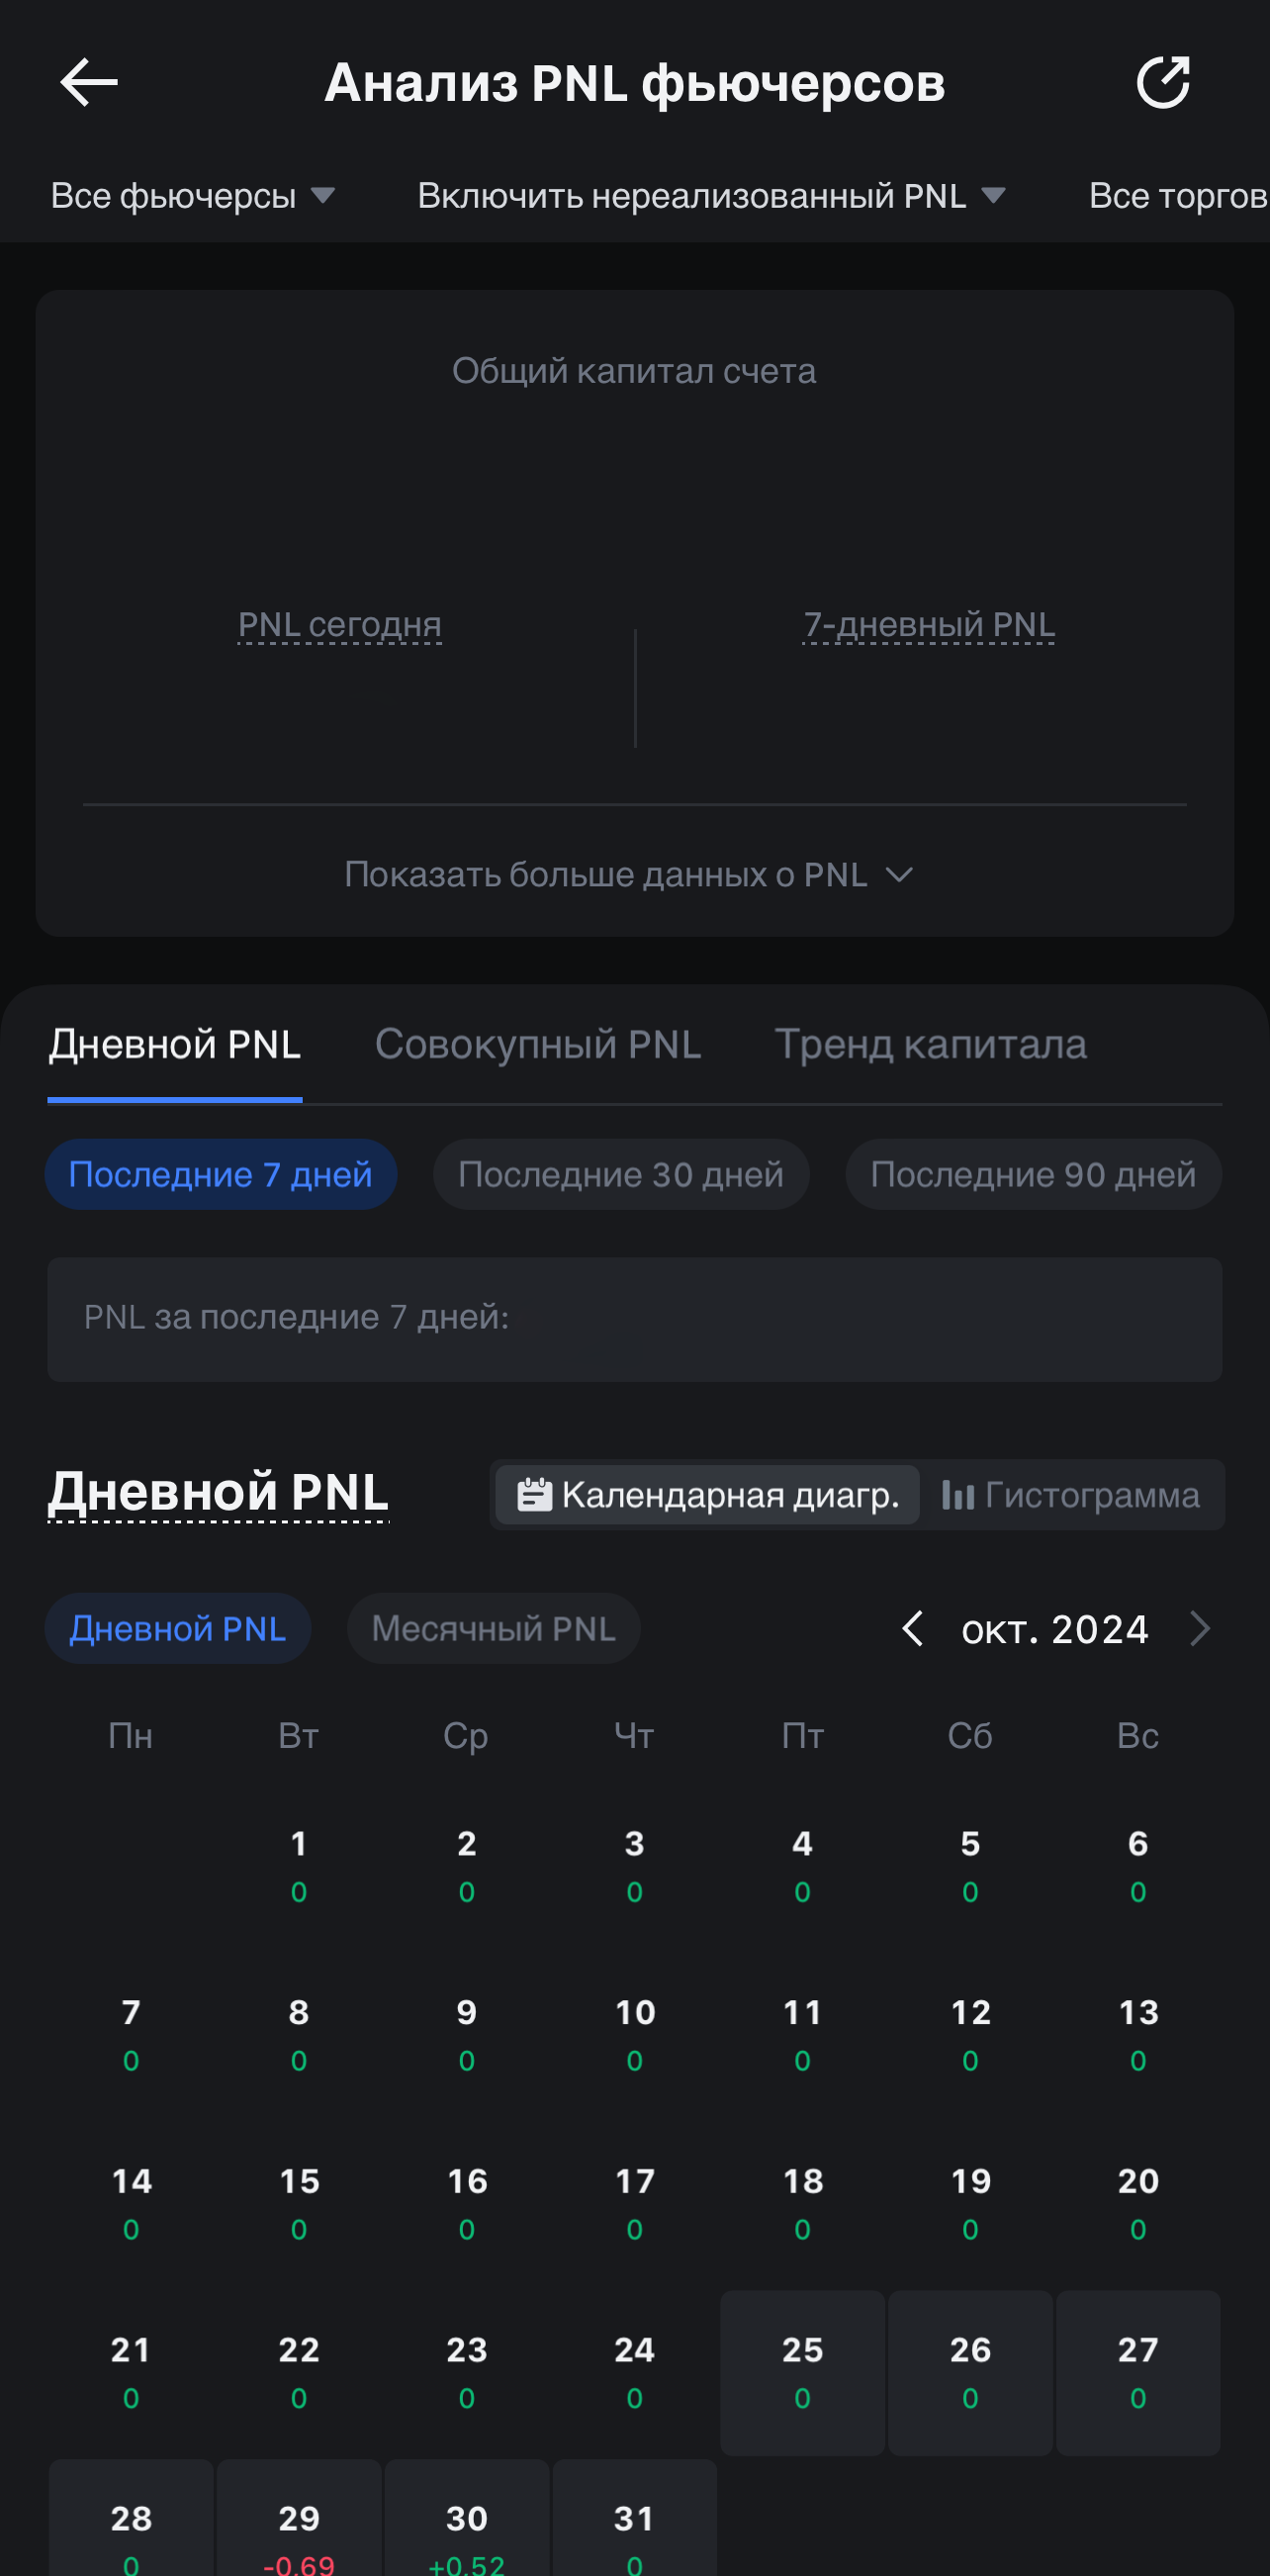 Анализ PNL фьючерсов
Все фьючерсы Включить нереализованный PNL Все торгов
Общий капитал счета
PNL сегодня 7-дневный PNL
Показать больше данных о PNL
Дневной PNL Совокупный PNL Тренд капитала
Последние 7 дней Последние 30 дней Последние 90 дней
PNL за последние 7 дней:
Дневной PNL Календарная диагр. Гистограмма
Дневной PNL Месячный PNL окт. 2024
Пн Вт Ср Чт Пт Сб Вс
1 2 3 4 5 6
0 0 0 0 0 0
7 8 9 10 11 12 13
0 0 0 0 0 0 0
14 15 16 17 18 19 20
0 0 0 0 0 0 0
21 22 23 24 25 26 27
0 0 0 0 0 0 0
28 29 30 31
0 -0,69 +0,52 0